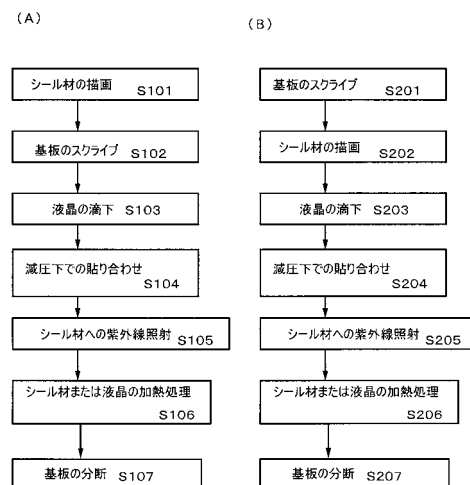 (A)
シール材の描画 S101
基板のスクライブ S102
液晶の滴下 S103
減圧下での貼り合わせ
S104
シール材への紫外線照射 S105
シール材または液晶の加熱処理
S106
基板の分断 S107
(B)
基板のスクライブ S201
シール材の描画 S202
液晶の滴下 S203
減圧下での貼り合わせ
S204
シール材への紫外線照射 S205
シール材または液晶の加熱処理
S206
基板の分断 S207